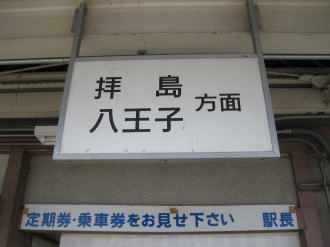 拝島
八王子 方面
定期券・乗車券をお見せ下さい 駅長